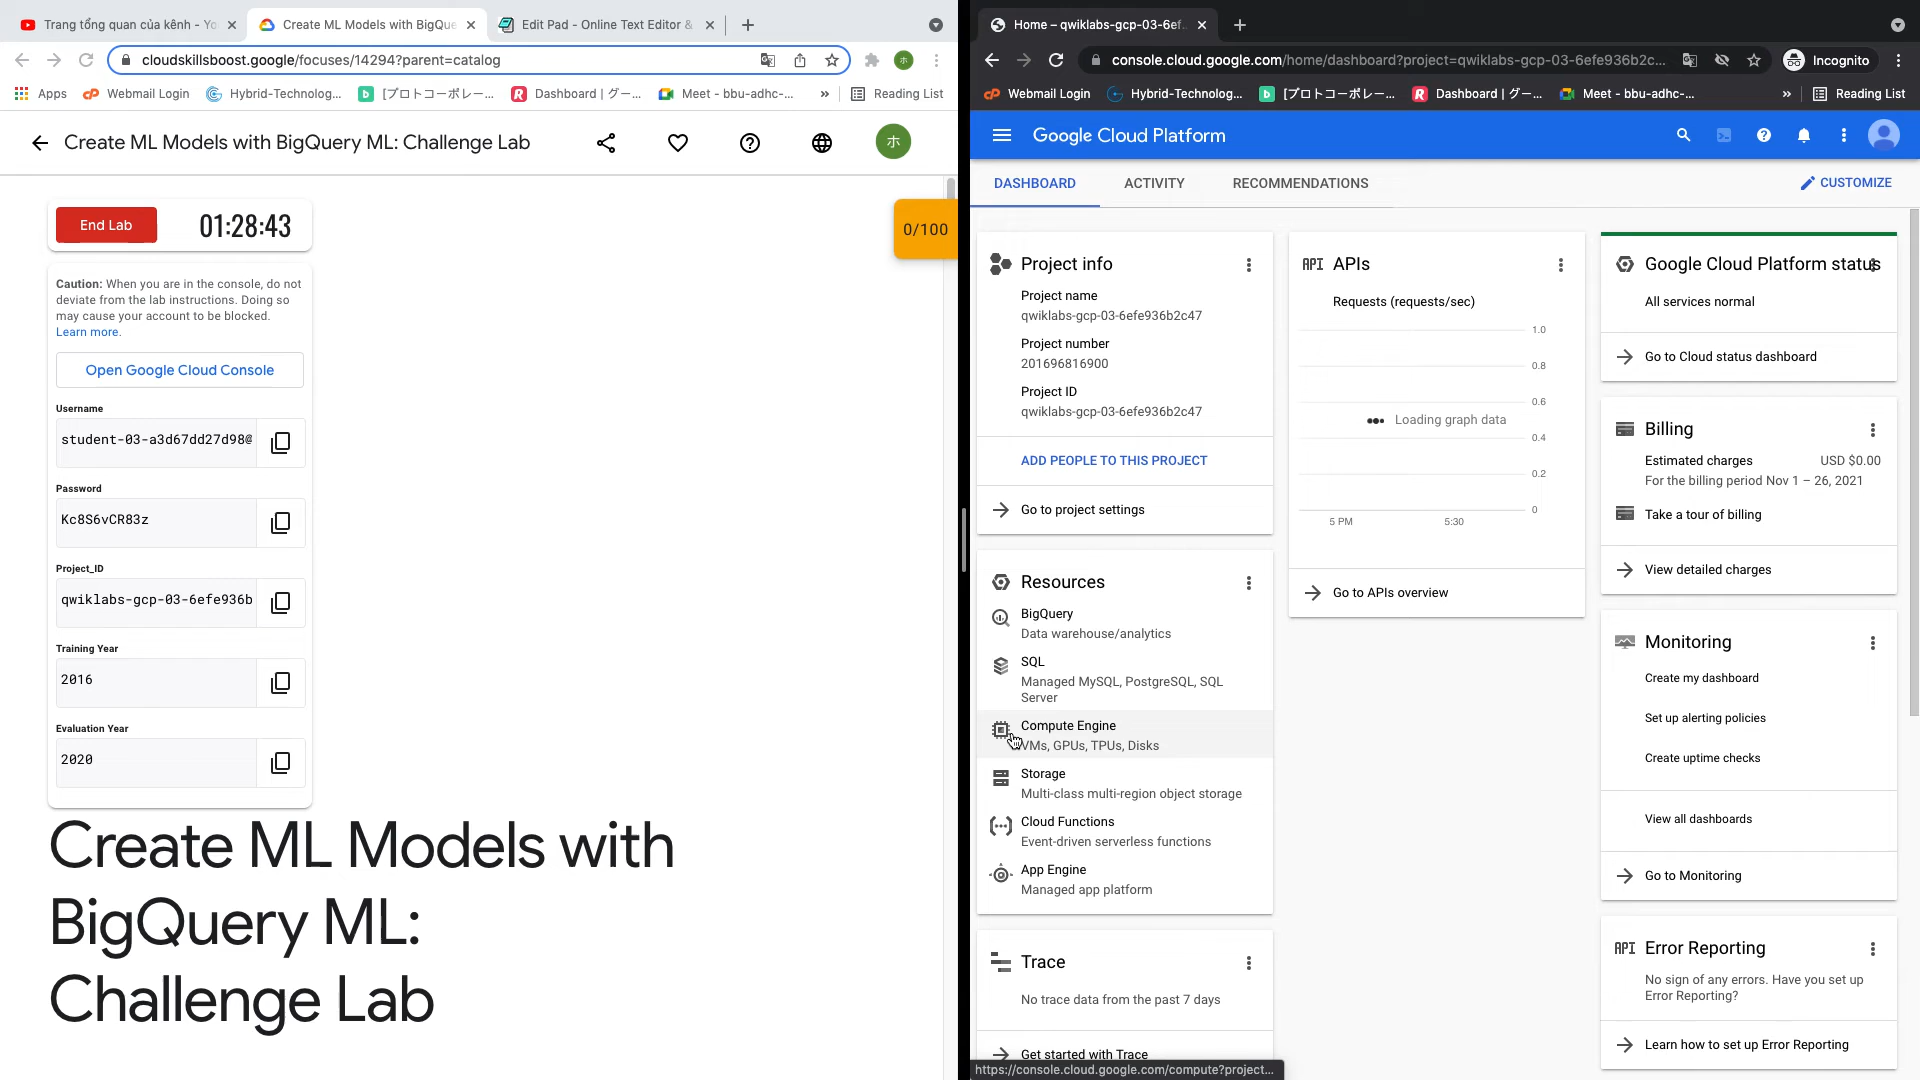 Trang tổng quan của kênh - Yo
Create ML Models with BigQue
Edit Pad - Online Text Editor &
cloudskillsboost.google/focuses/14294?parent=catalog
ホ
Apps
Webmail Login
Hybrid-Technolog...
[プロトコーポレー...
Dashboard | グー...
Meet - bbu-adhc-...
»
Reading List
Create ML Models with BigQuery ML: Challenge Lab
ホ
End Lab
01:28:43
0/100
Caution: When you are in the console, do not
deviate from the lab instructions. Doing so
may cause your account to be blocked.
Learn more.
Open Google Cloud Console
Username
student-03-a3d67dd27d98@
Password
Kc8S6vCR83z
Project_ID
qwiklabs-gcp-03-6efe936b
Training Year
2016
Evaluation Year
2020
Create ML Models with
BigQuery ML:
Challenge Lab
Home – qwiklabs-gcp-03-6ef
console.cloud.google.com/home/dashboard?project=qwiklabs-gcp-03-6efe936b2c...
Incognito
Webmail Login
Hybrid-Technolog...
[プロトコーポレー...
Dashboard | グー...
Meet - bbu-adhc-...
»
Reading List
Google Cloud Platform
DASHBOARD
ACTIVITY
RECOMMENDATIONS
CUSTOMIZE
Project info
Project name
qwiklabs-gcp-03-6efe936b2c47
Project number
201696816900
Project ID
qwiklabs-gcp-03-6efe936b2c47
ADD PEOPLE TO THIS PROJECT
Go to project settings
Resources
BigQuery
Data warehouse/analytics
SQL
Managed MySQL, PostgreSQL, SQL
Server
Compute Engine
VMs, GPUs, TPUs, Disks
Storage
Multi-class multi-region object storage
Cloud Functions
Event-driven serverless functions
App Engine
Managed app platform
Trace
No trace data from the past 7 days
Get started with Trace
https://console.cloud.google.com/compute?project...
API APIs
Requests (requests/sec)
1.0
0.8
0.6
Loading graph data
0.4
0.2
0
5 PM
5:30
Go to APIs overview
Google Cloud Platform status
All services normal
Go to Cloud status dashboard
Billing
Estimated charges
USD $0.00
For the billing period Nov 1 – 26, 2021
Take a tour of billing
View detailed charges
Monitoring
Create my dashboard
Set up alerting policies
Create uptime checks
View all dashboards
Go to Monitoring
API Error Reporting
No sign of any errors. Have you set up
Error Reporting?
Learn how to set up Error Reporting